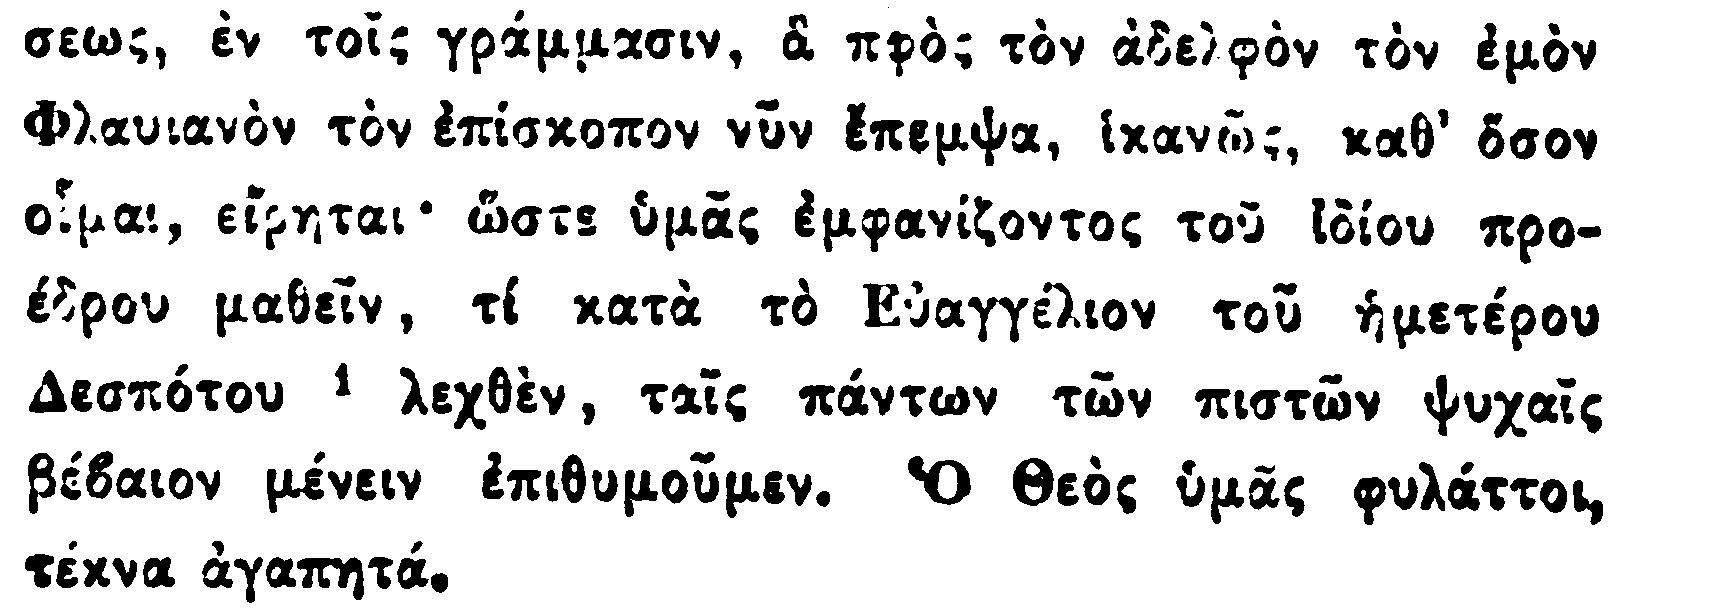 σεως, ἐν τοῖς γράμμασιν, ἃ πρὸς τὸν ἀδελφὸν τὸν ἐμὸν
Φλαυιανὸν τὸν ἐπίσκοπον νῦν ἔπεμψα, ἱκανῶς, καθ' ὅσον
οἶμαι, εἴρηται· ὥστε ὑμᾶς ἐμφανίζοντος τοῦ ἰδίου προ-
έδρου μαθεῖν, τί κατὰ τὸ Εὐαγγέλιον τοῦ ἡμετέρου
Δεσπότου 1 λεχθὲν, ταῖς πάντων τῶν πιστῶν ψυχαῖς
βέϐαιον μένειν ἐπιθυμοῦμεν. Ὁ Θεὸς ὑμᾶς φυλάττοι,
τέκνα ἀγαπητά.